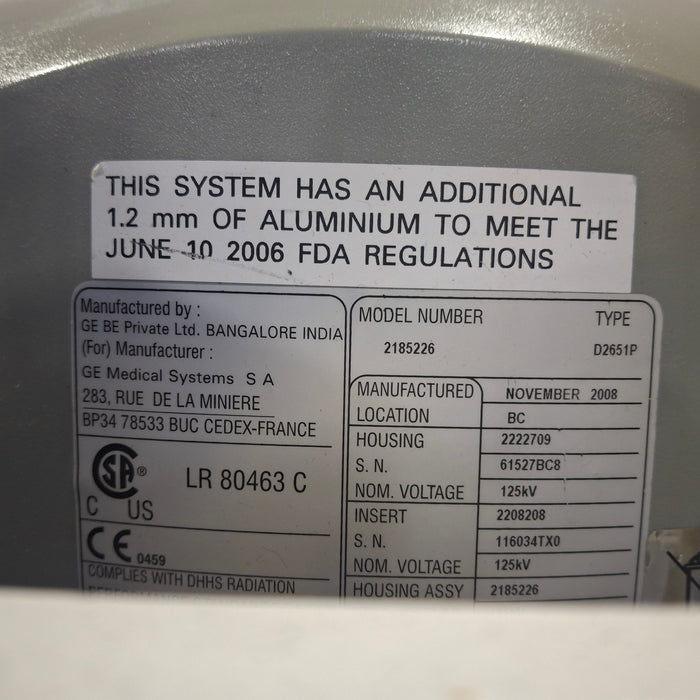 THIS SYSTEM HAS AN ADDITIONAL
1.2 mm OF ALUMINIUM TO MEET THE
JUNE 10 2006 FDA REGULATIONS
Manufactured by :
GE BE Private Ltd. BANGALORE INDIA
(For) Manufacturer :
GE Medical Systems S A
283, RUE DE LA MINIERE
BP34 78533 BUC CEDEX-FRANCE
SA ®
C US
LR 80463 C
CE 0459
COMPLIES WITH DHHS RADIATION
MODEL NUMBER TYPE
2185226 D2651P
MANUFACTURED NOVEMBER 2008
LOCATION BC
HOUSING 2222709
S. N. 61527BC8
NOM. VOLTAGE 125kV
INSERT 2208208
S. N. 116034TX0
NOM. VOLTAGE 125kV
HOUSING ASSY 2185226